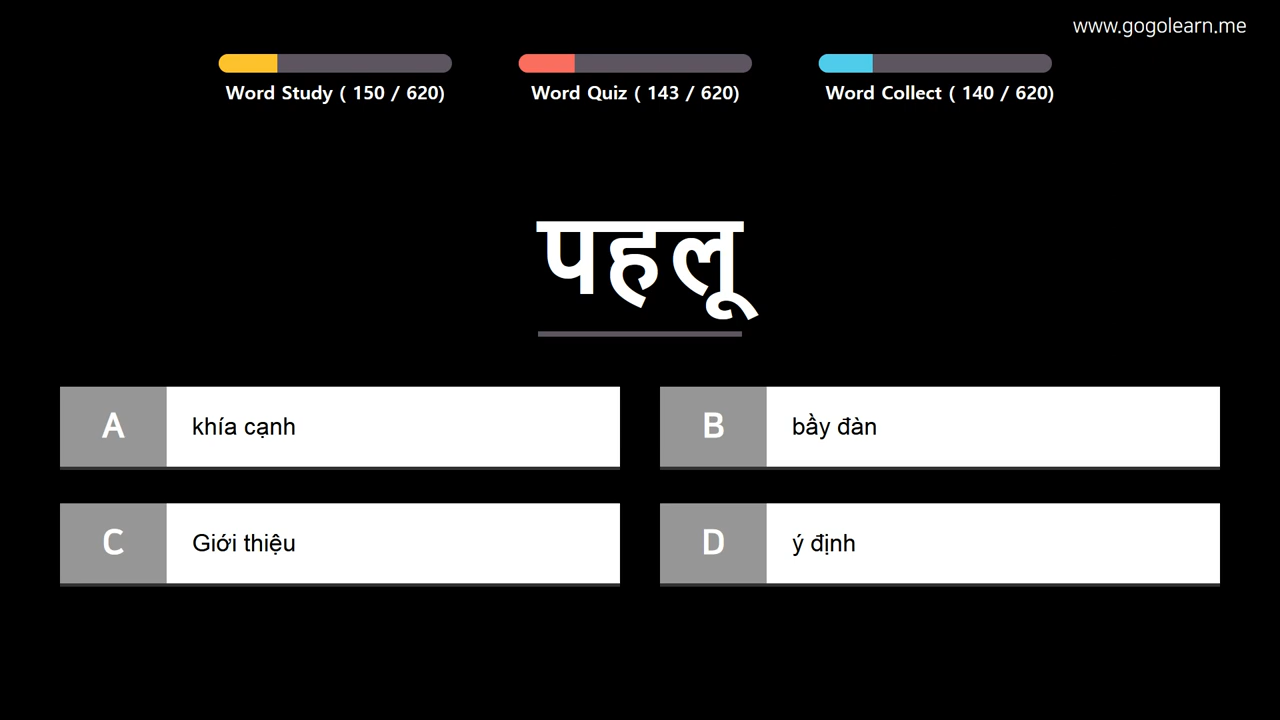 www.gogolearn.me
Word Study ( 150 / 620)
Word Quiz ( 143 / 620)
Word Collect ( 140 / 620)
पहलू
A khía cạnh
B bầy đàn
C Giới thiệu
D ý định